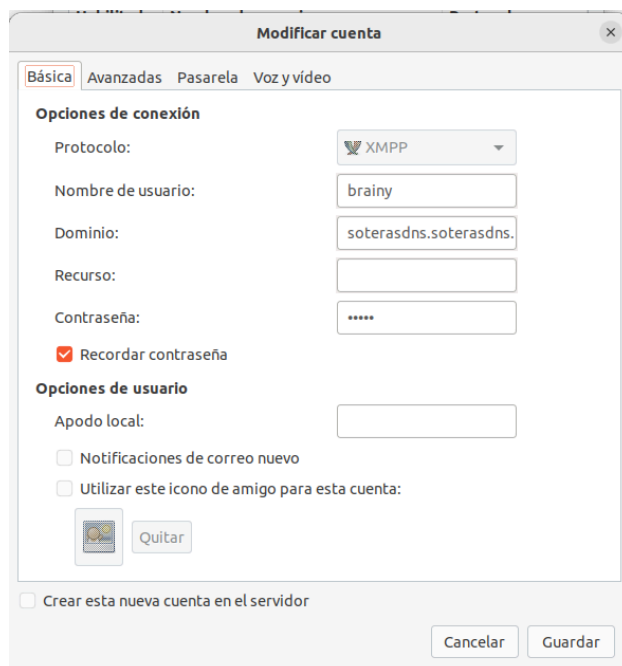 Modificar cuenta
Básica Avanzadas Pasarela Voz y vídeo
Opciones de conexión
Protocolo: XMPP
Nombre de usuario: brainy
Dominio: soterasdns.soterasdns.
Recurso:
Contraseña: •••••
Recordar contraseña
Opciones de usuario
Apodo local:
Notificaciones de correo nuevo
Utilizar este icono de amigo para esta cuenta:
Quitar
Crear esta nueva cuenta en el servidor
Cancelar Guardar